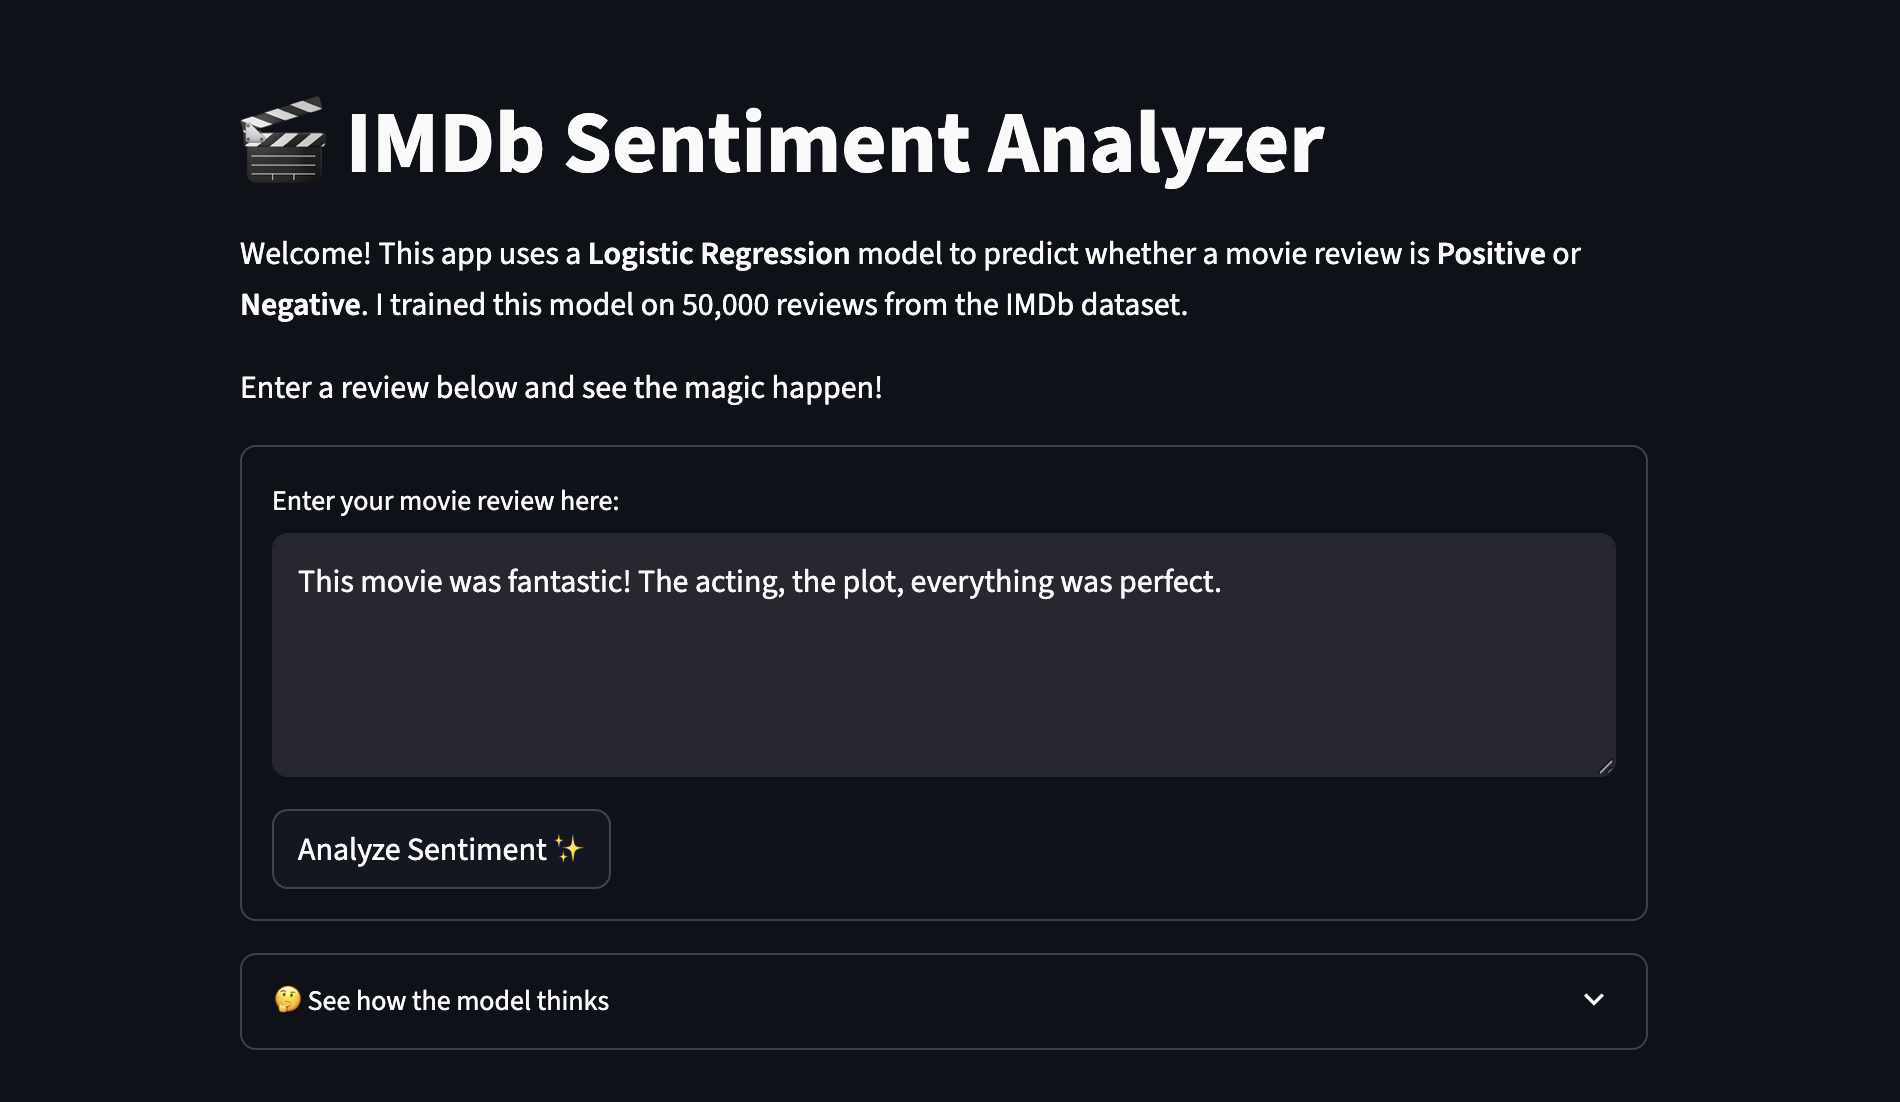 🎬 IMDb Sentiment Analyzer
Welcome! This app uses a Logistic Regression model to predict whether a movie review is Positive or
Negative. I trained this model on 50,000 reviews from the IMDb dataset.
Enter a review below and see the magic happen!
Enter your movie review here:
This movie was fantastic! The acting, the plot, everything was perfect.
Analyze Sentiment ✨
🤔 See how the model thinks